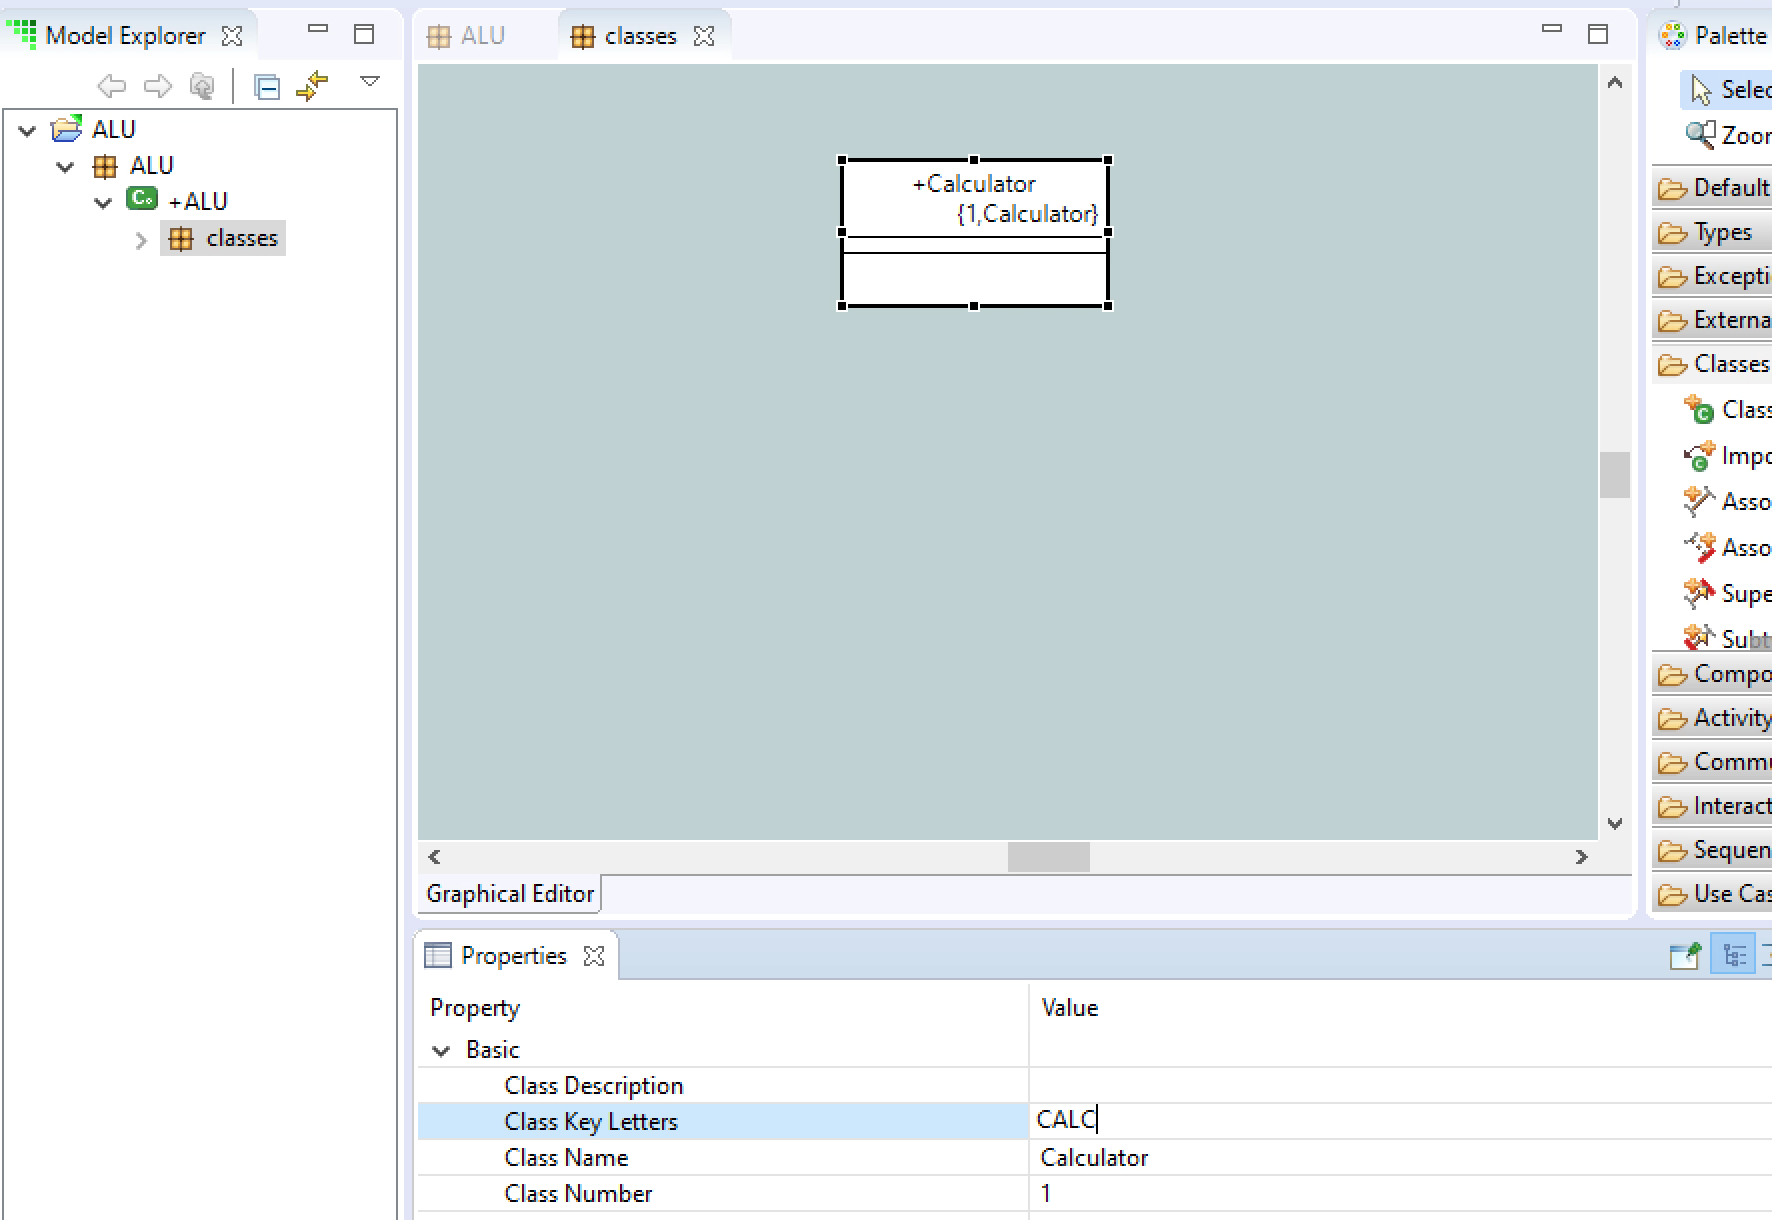 Model Explorer
ALU
ALU
+ALU
classes
ALU
classes
+Calculator
{1,Calculator}
Graphical Editor
Palette
Selec
Zoor
Default
Types
Excepti
Externa
Classes
Class
Impo
Asso
Asso
Supe
Subt
Compo
Activity
Commu
Interact
Sequen
Use Cas
Properties
Property Value
Basic
Class Description
Class Key Letters CALC
Class Name Calculator
Class Number 1